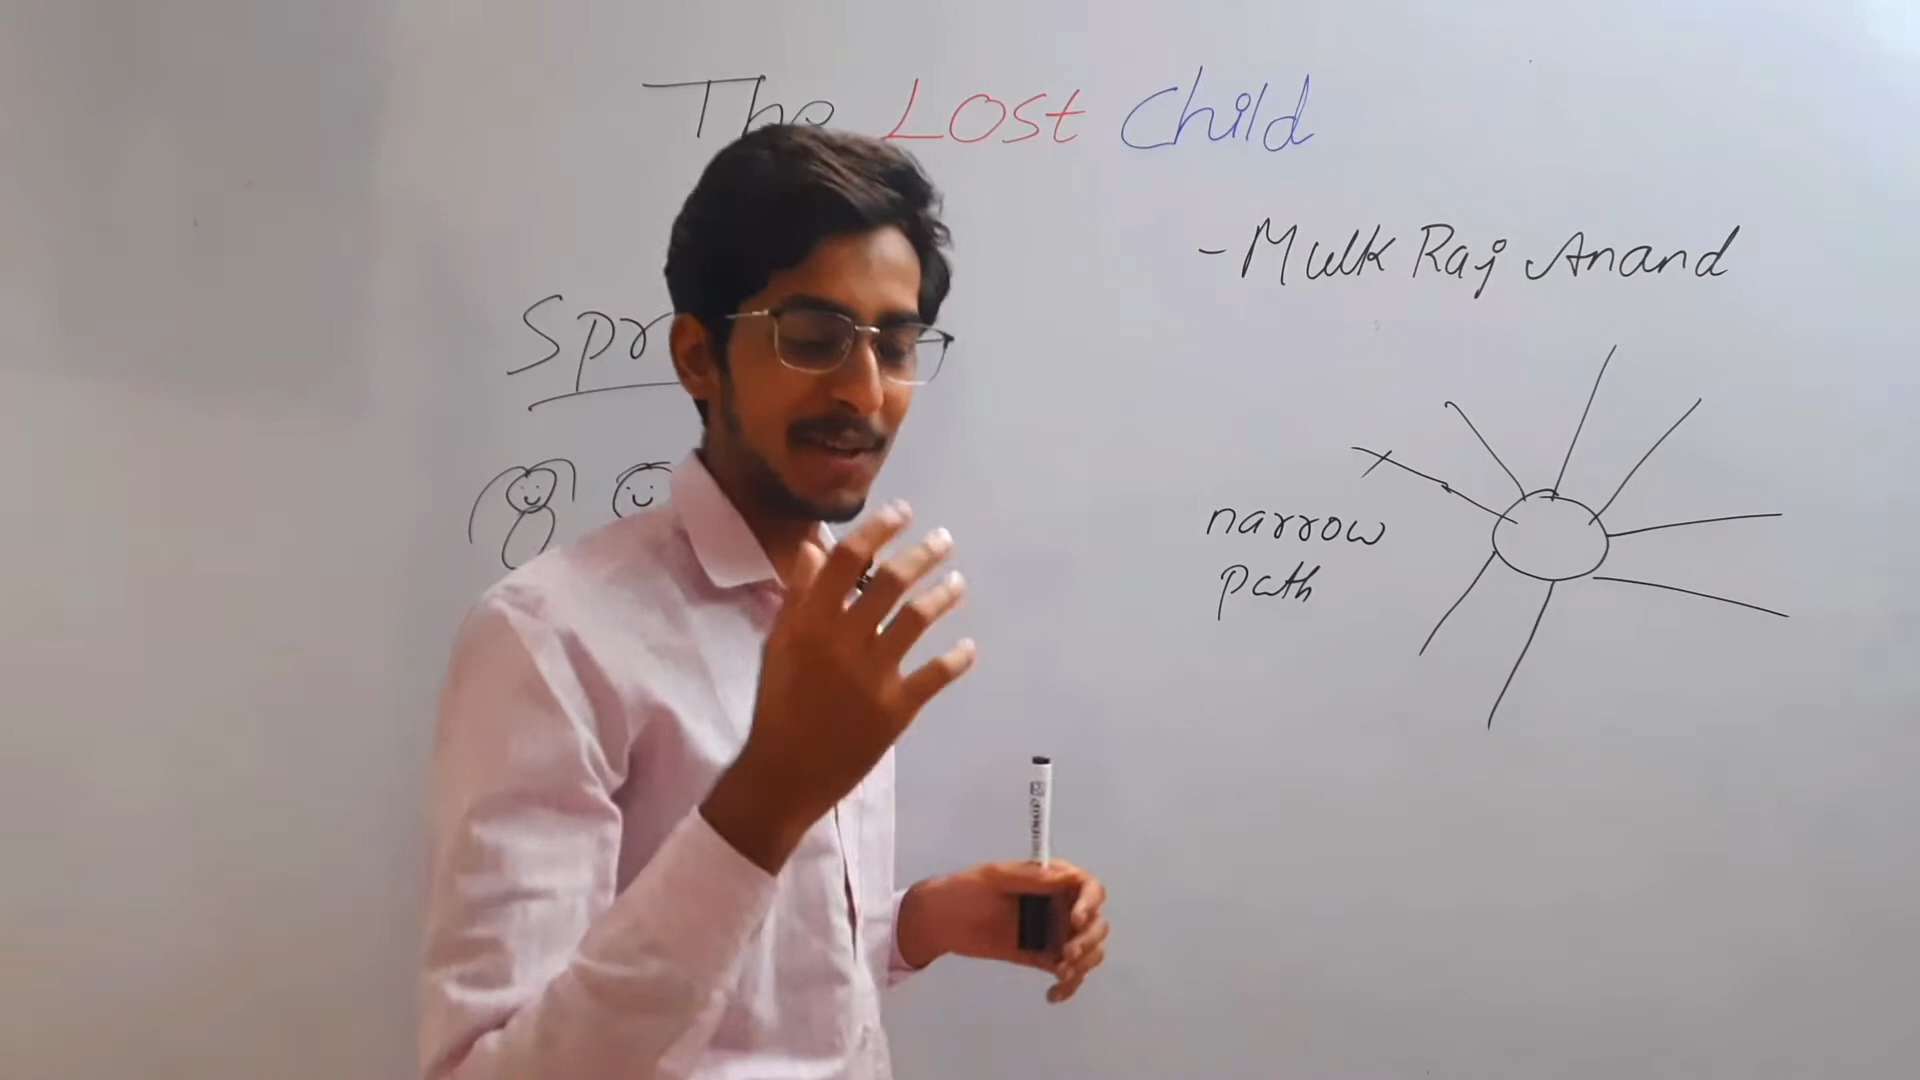 The Lost Child
- Mulk Raj Anand
Spr
narrow
path